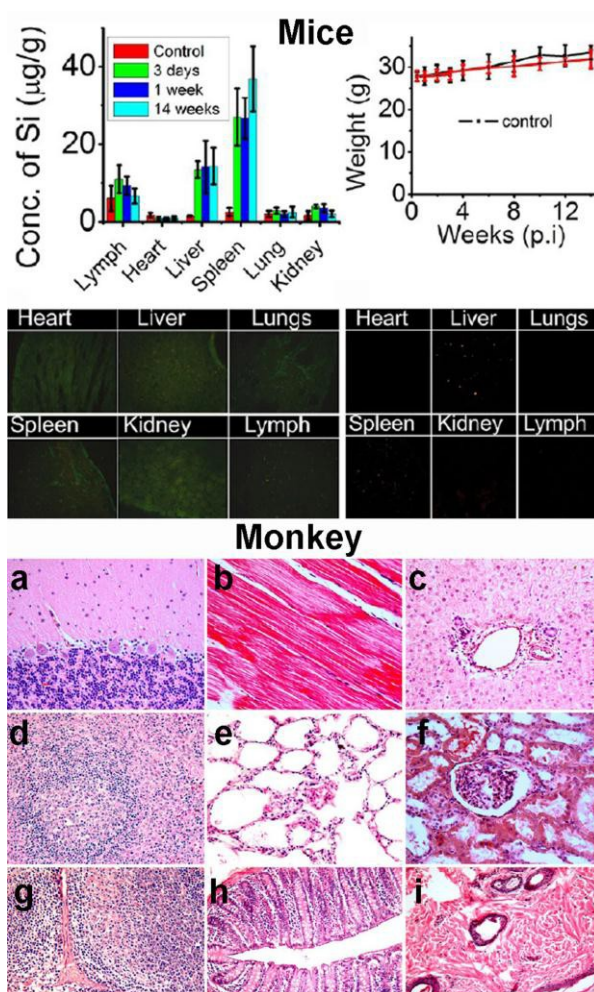 Mice
Conc. of Si (µg/g)
40
20
0
Control
3 days
1 week
14 weeks
Lymph
Heart
Liver
Spleen
Lung
Kidney
Weight (g)
30
20
10
0
control
0 4 8 12
Weeks (p.i)
Heart Liver Lungs
Spleen Kidney Lymph
Heart Liver Lungs
Spleen Kidney Lymph
Monkey
a b c
d e f
g h i